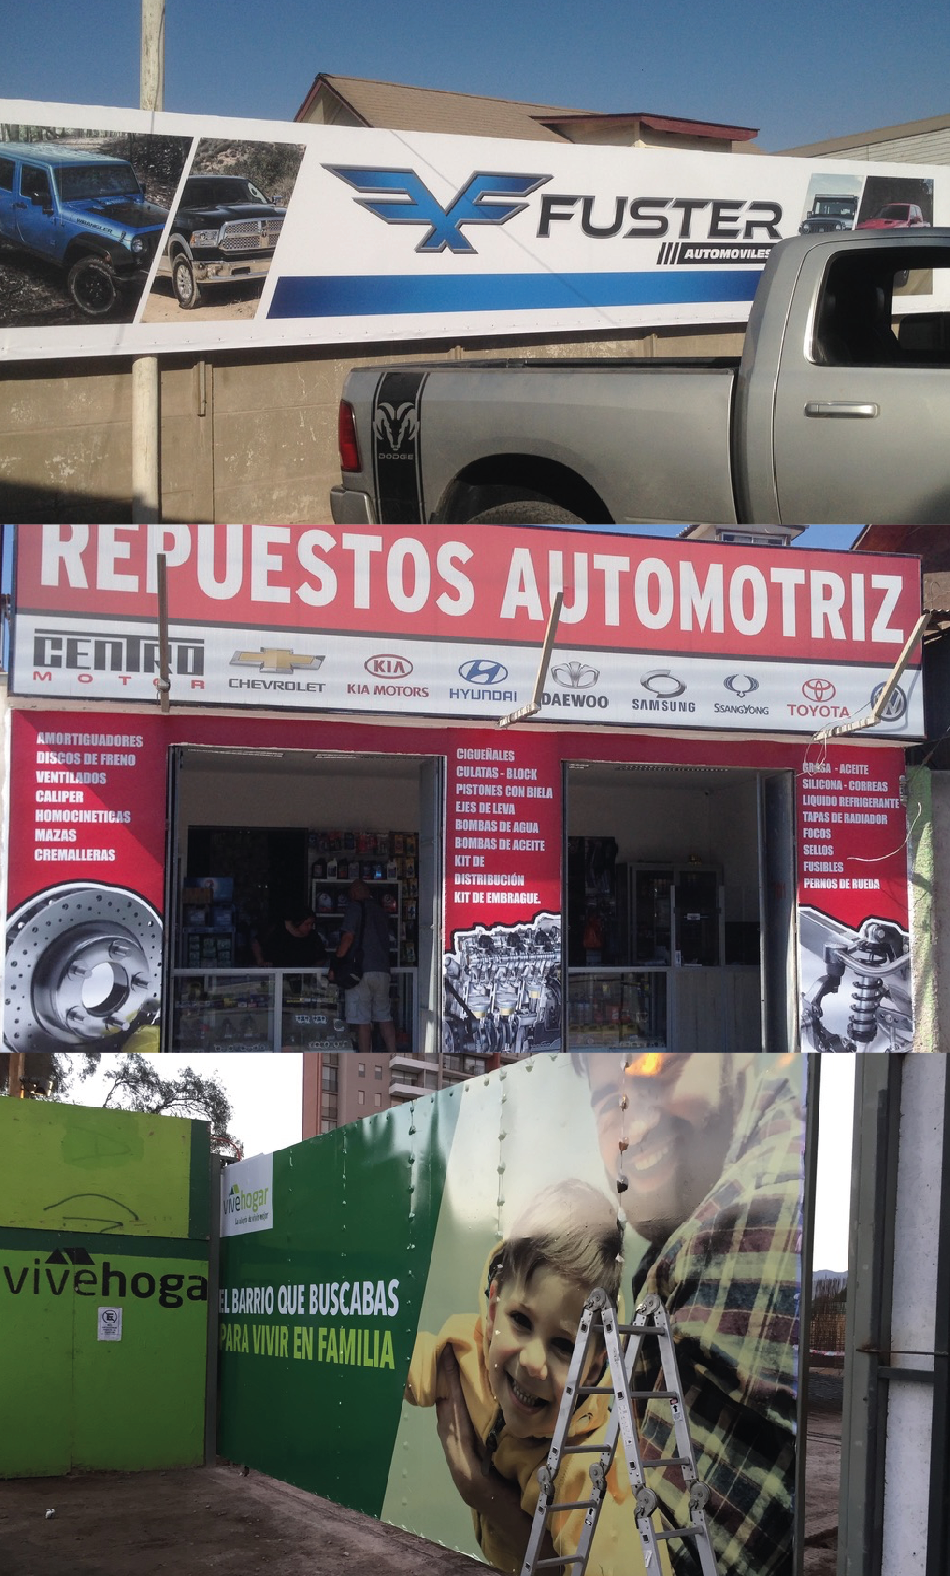 WRANGLER
FUSTER
AUTOMOVILES
DODGE
REPUESTOS AUTOMOTRIZ
CENTRO
MOTOR
CHEVROLET
KIA
KIA MOTORS
HYUNDAI
DAEWOO
SAMSUNG
SSANGYONG
TOYOTA
AMORTIGUADORES
DISCOS DE FRENO
VENTILADOS
CALIPER
HOMOCINETICAS
MAZAS
CREMALLERAS
CIGUEÑALES
CULATAS - BLOCK
PISTONES CON BIELA
EJES DE LEVA
BOMBAS DE AGUA
BOMBAS DE ACEITE
KIT DE
DISTRIBUCIÓN
KIT DE EMBRAGUE.
GRASA - ACEITE
SILICONA - CORREAS
LIQUIDO REFRIGERANTE
TAPAS DE RADIADOR
FOCOS
SELLOS
FUSIBLES
PERNOS DE RUEDA
vivehogar
vivehoga
E
EL BARRIO QUE BUSCABAS
PARA VIVIR EN FAMILIA